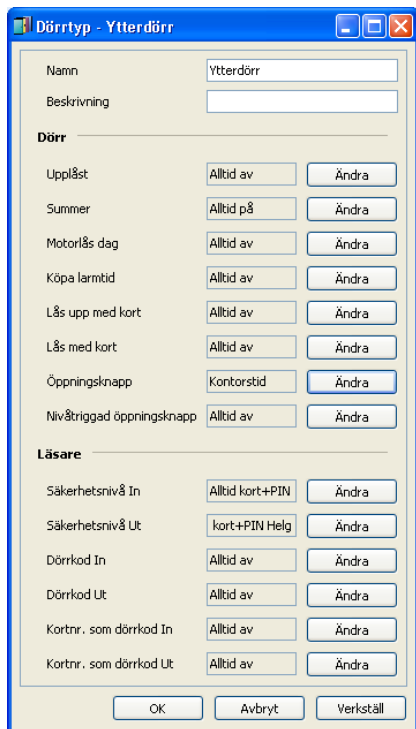 Dörrtyp - Ytterdörr
Namn Ytterdörr
Beskrivning
Dörr
Upplåst Alltid av Ändra
Summer Alltid på Ändra
Motorlås dag Alltid av Ändra
Köpa larmtid Alltid av Ändra
Lås upp med kort Alltid av Ändra
Lås med kort Alltid av Ändra
Öppningsknapp Kontorstid Ändra
Nivåtriggad öppningsknapp Alltid av Ändra
Läsare
Säkerhetsnivå In Alltid kort+PIN Ändra
Säkerhetsnivå Ut kort+PIN Helg Ändra
Dörrkod In Alltid av Ändra
Dörrkod Ut Alltid av Ändra
Kortnr. som dörrkod In Alltid av Ändra
Kortnr. som dörrkod Ut Alltid av Ändra
OK Avbryt Verkställ